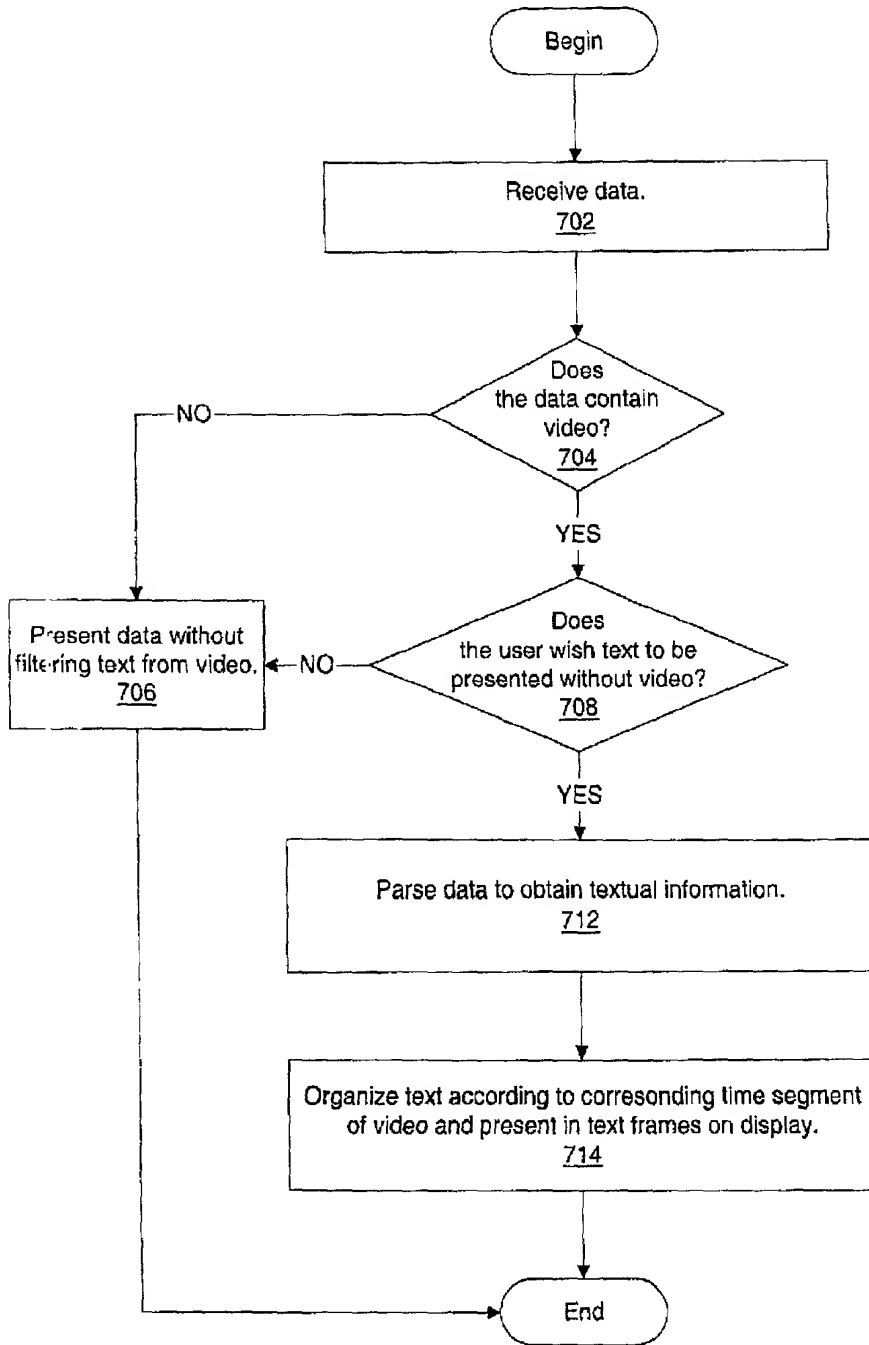 Begin
Receive data.
702
Does
the data contain
video?
704
NO
YES
Present data without
filtering text from video.
706
NO
Does
the user wish text to be
presented without video?
708
YES
Parse data to obtain textual information.
712
Organize text according to corresonding time segment
of video and present in text frames on display.
714
End